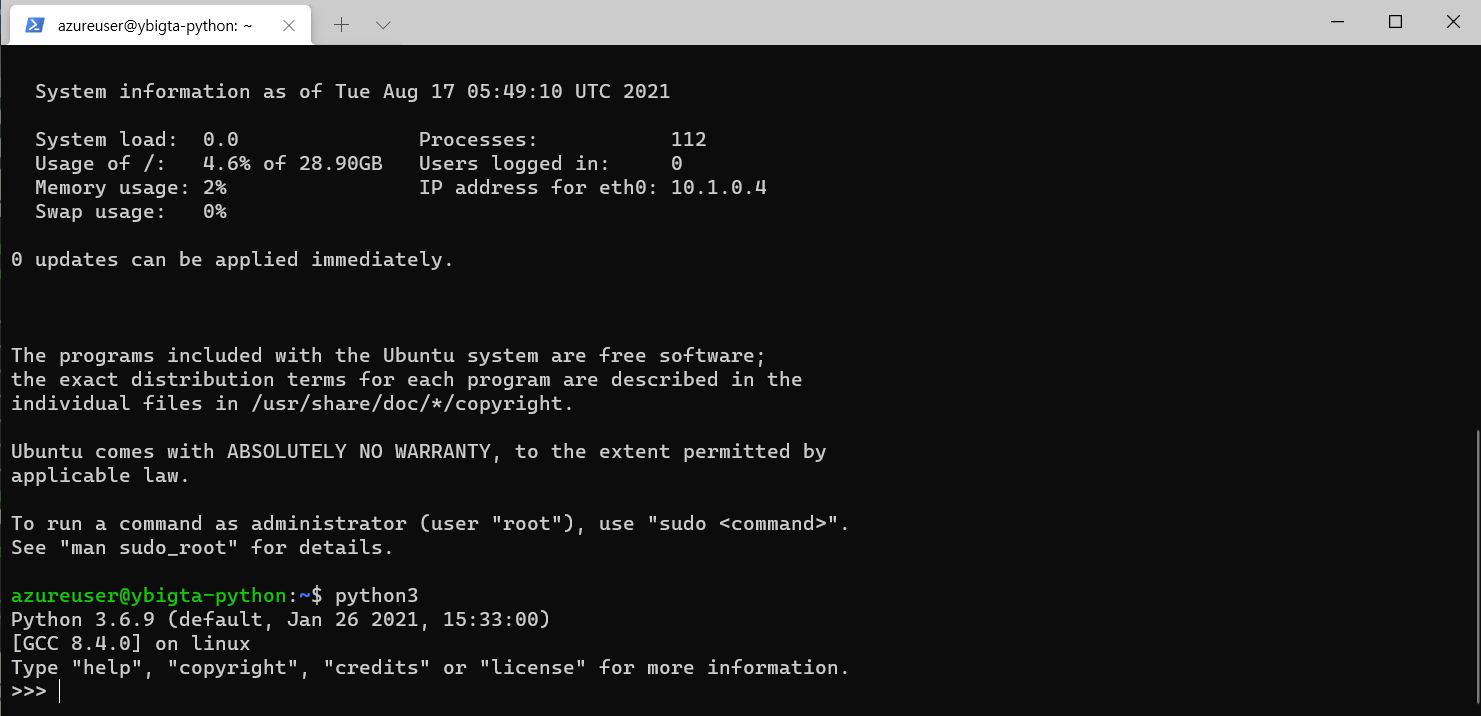 azureuser@ybigta-python: ~
System information as of Tue Aug 17 05:49:10 UTC 2021
System load:  0.0               Processes:           112
Usage of /:   4.6% of 28.90GB   Users logged in:     0
Memory usage: 2%                IP address for eth0: 10.1.0.4
Swap usage:   0%
0 updates can be applied immediately.
The programs included with the Ubuntu system are free software;
the exact distribution terms for each program are described in the
individual files in /usr/share/doc/*/copyright.
Ubuntu comes with ABSOLUTELY NO WARRANTY, to the extent permitted by
applicable law.
To run a command as administrator (user "root"), use "sudo <command>".
See "man sudo_root" for details.
azureuser@ybigta-python:~$ python3
Python 3.6.9 (default, Jan 26 2021, 15:33:00)
[GCC 8.4.0] on linux
Type "help", "copyright", "credits" or "license" for more information.
>>>